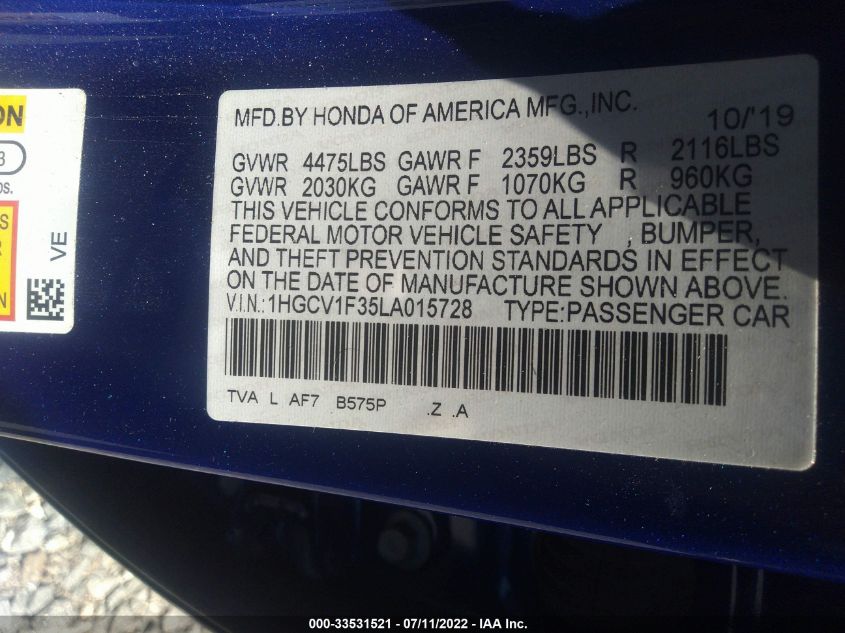 ON
3
OS.
S
R
VE
MFD.BY HONDA OF AMERICA MFG.,INC. 10/'19
GVWR 4475LBS GAWR F 2359LBS R 2116LBS
GVWR 2030KG GAWR F 1070KG R 960KG
THIS VEHICLE CONFORMS TO ALL APPLICABLE
FEDERAL MOTOR VEHICLE SAFETY , BUMPER,
AND THEFT PREVENTION STANDARDS IN EFFECT
ON THE DATE OF MANUFACTURE SHOWN ABOVE.
V.I.N.:1HGCV1F35LA015728 TYPE:PASSENGER CAR
TVA L AF7 B575P .Z .A
000-33531521 - 07/11/2022 - IAA Inc.